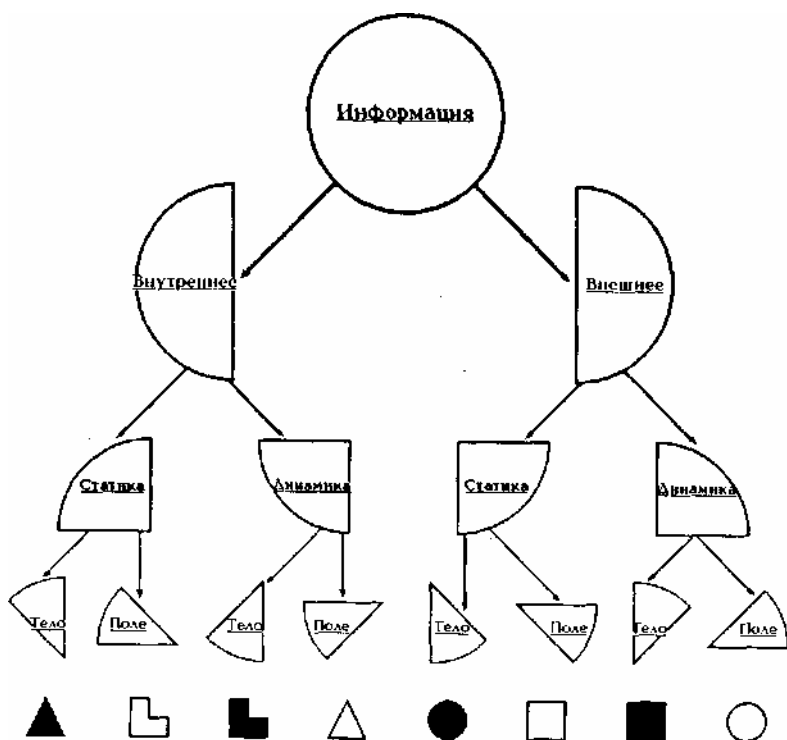 Информация
Внутреннее
Внешнее
Статика
Динамика
Статика
Динамика
Тело
Поле
Тело
Поле
Тело
Поле
Тело
Поле